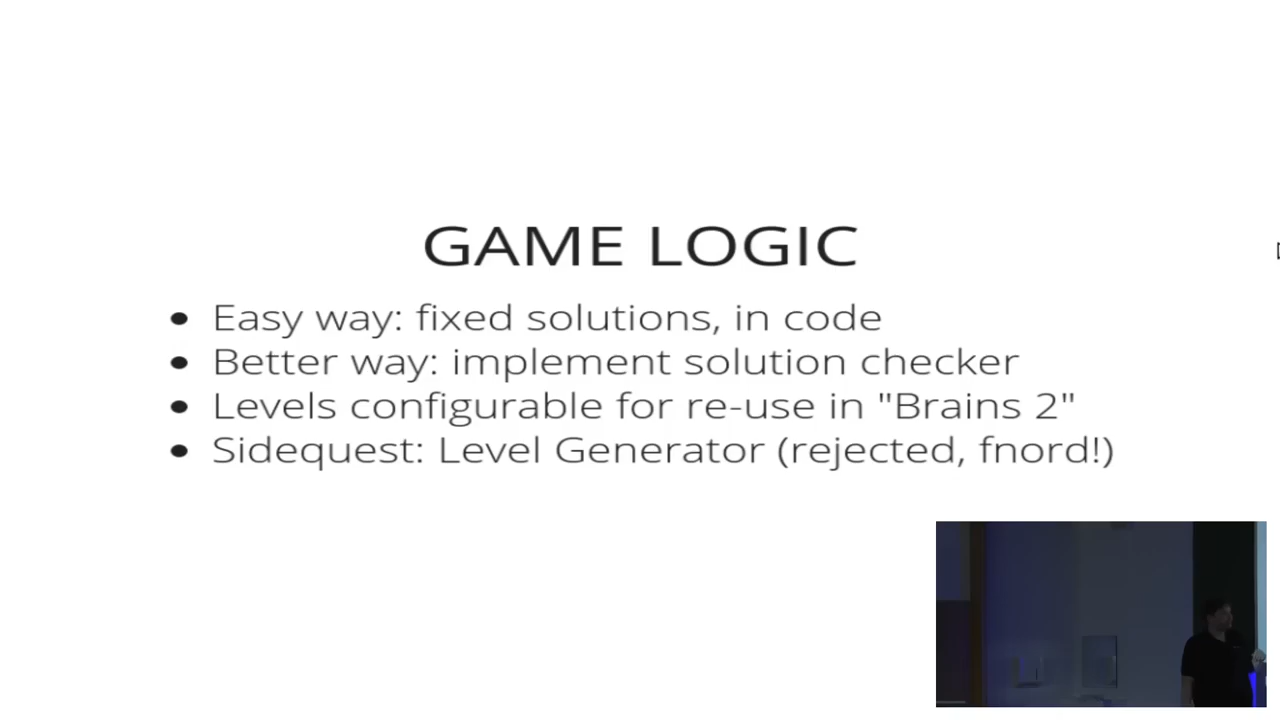 GAME LOGIC
Easy way: fixed solutions, in code
Better way: implement solution checker
Levels configurable for re-use in "Brains 2"
Sidequest: Level Generator (rejected, fnord!)